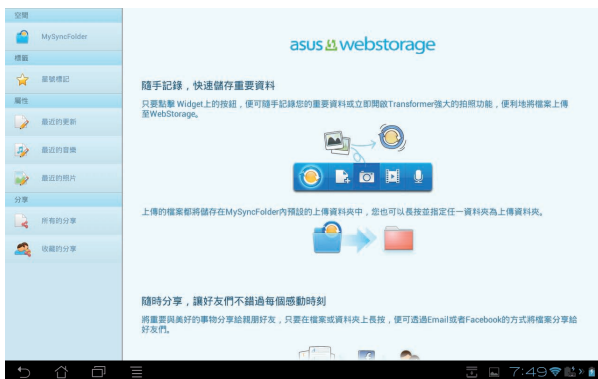 空間
MySyncFolder
標籤
星號標記
屬性
最近的更新
最近的音樂
最近的照片
分享
所有的分享
收藏的分享
asus webstorage
隨手記錄，快速儲存重要資料
只要點擊 Widget上的按鈕，便可隨手記錄您的重要資料或立即開啟Transformer強大的拍照功能，便利地將檔案上傳
至WebStorage。
上傳的檔案都將儲存在MySyncFolder內預設的上傳資料夾中，您也可以長按並指定任一資料夾為上傳資料夾。
隨時分享，讓好友們不錯過每個感動時刻
將重要與美好的事物分享給親朋好友，只要在檔案或資料夾上長按，便可透過Email或者Facebook的方式將檔案分享給
好友們。
7:49